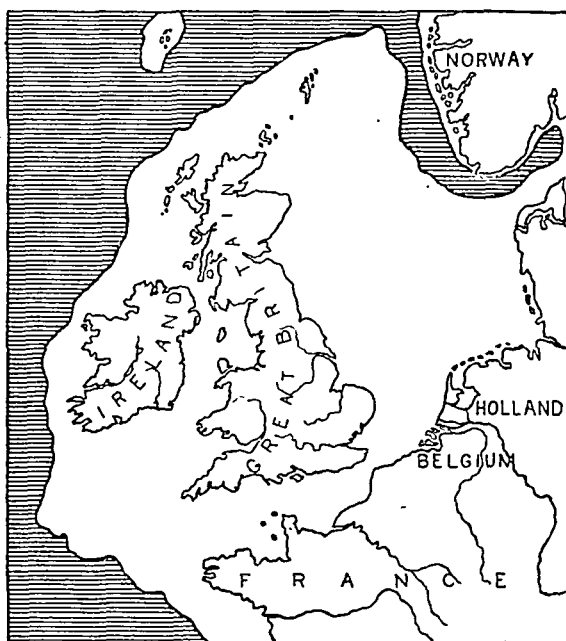 NORWAY
IRELAND
GREAT BRITAIN
HOLLAND
BELGIUM
FRANCE